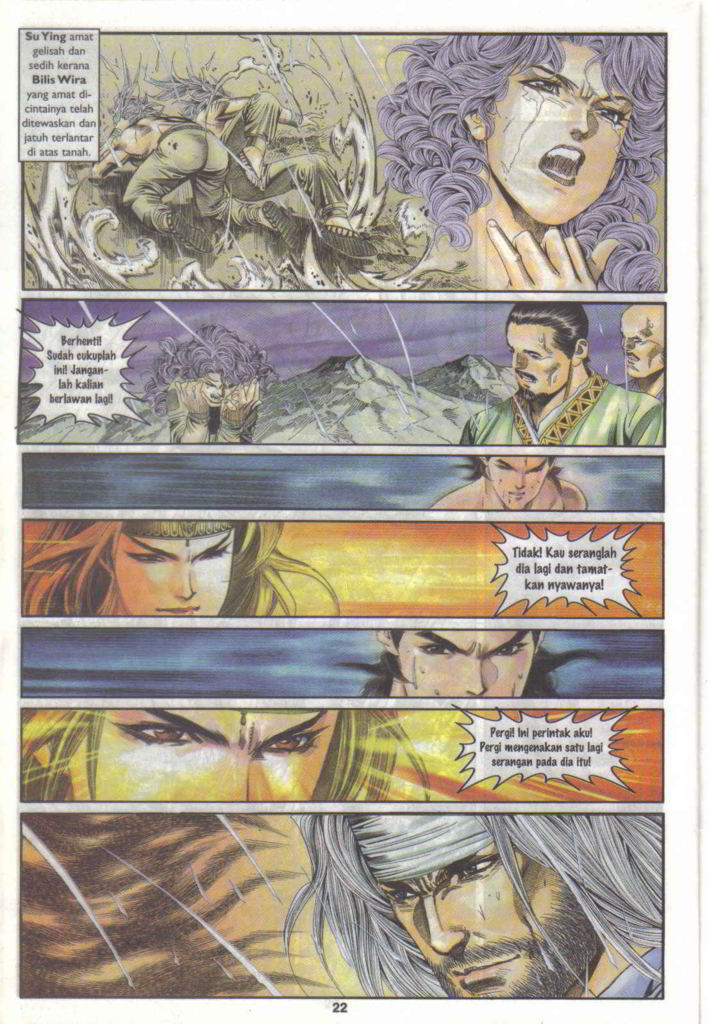 Su Ying amat
gelisah dan
sedih kerana
Bilis Wira
yang amat di-
cintainya telah
ditewaskan dan
jatuh terlantar
di atas tanah.
Berhenti!
Sudah cukuplah
ini! Jangan-
lah kalian
berlawan lagi!
Tidak! Kau seranglah
dia lagi dan tamat-
kan nyawanya!
Pergi! Ini perintah aku!
Pergi mengenakan satu lagi
serangan pada dia itu!
22